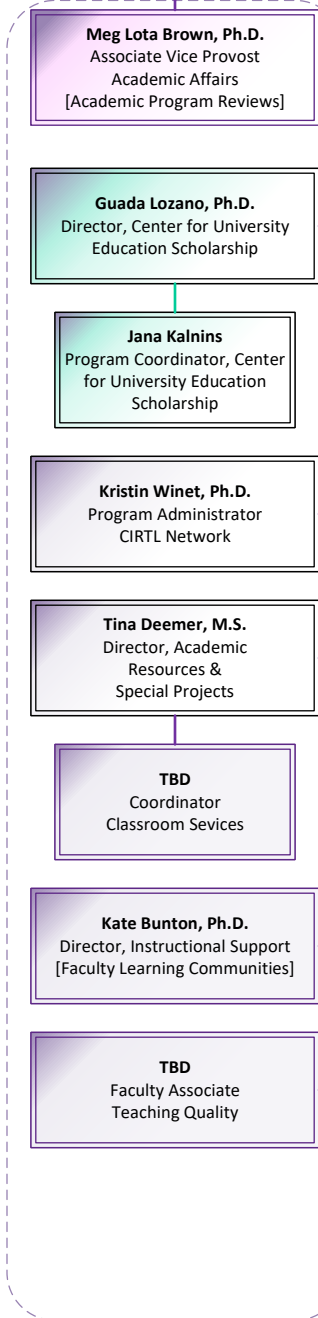 Meg Lota Brown, Ph.D.
Associate Vice Provost
Academic Affairs
[Academic Program Reviews]
Guada Lozano, Ph.D.
Director, Center for University
Education Scholarship
Jana Kalnins
Program Coordinator, Center
for University Education
Scholarship
Kristin Winet, Ph.D.
Program Administrator
CIRTL Network
Tina Deemer, M.S.
Director, Academic
Resources &
Special Projects
TBD
Coordinator
Classroom Sevices
Kate Bunton, Ph.D.
Director, Instructional Support
[Faculty Learning Communities]
TBD
Faculty Associate
Teaching Quality